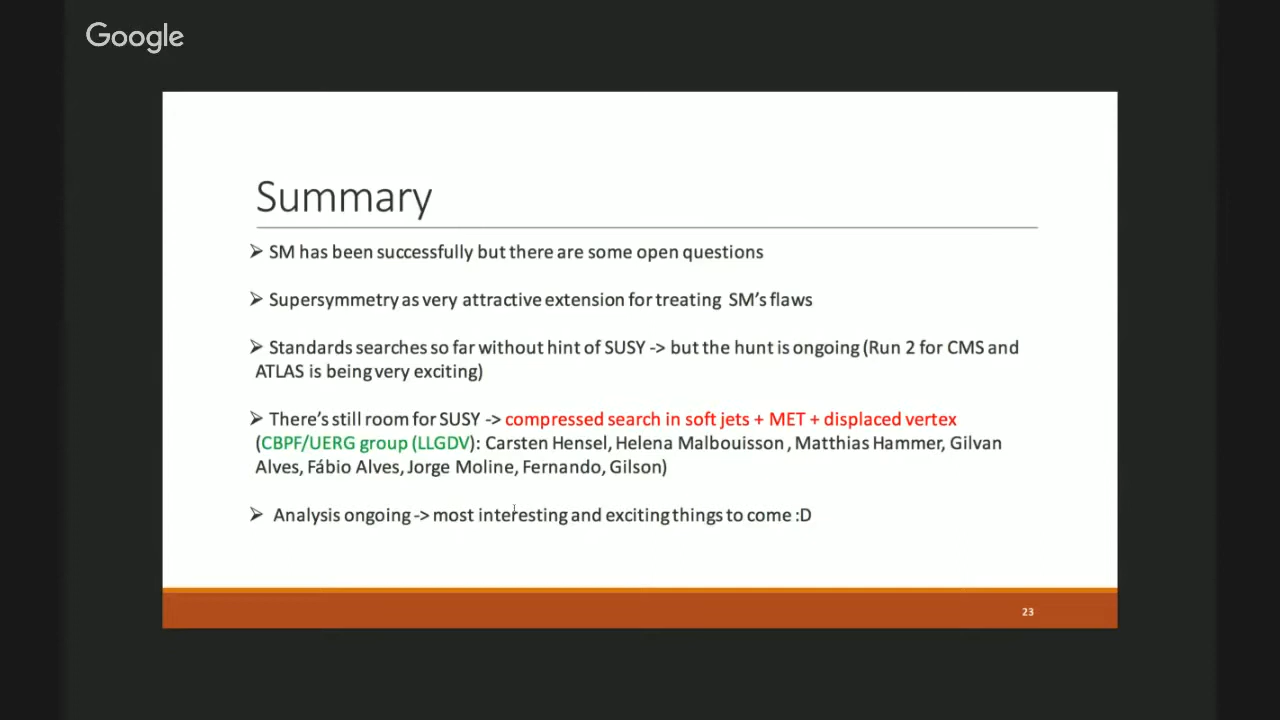 Google
Summary
➢ SM has been successfully but there are some open questions
➢ Supersymmetry as very attractive extension for treating SM’s flaws
➢ Standards searches so far without hint of SUSY -> but the hunt is ongoing (Run 2 for CMS and
ATLAS is being very exciting)
➢ There’s still room for SUSY -> compressed search in soft jets + MET + displaced vertex
(CBPF/UERG group (LLGDV): Carsten Hensel, Helena Malbouisson , Matthias Hammer, Gilvan
Alves, Fábio Alves, Jorge Moline, Fernando, Gilson)
➢ Analysis ongoing -> most interesting and exciting things to come :D
23